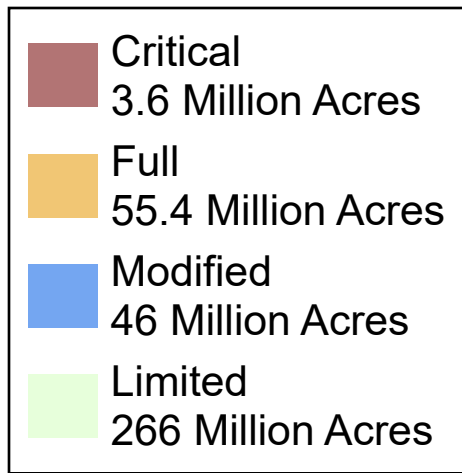 Critical
3.6 Million Acres
Full
55.4 Million Acres
Modified
46 Million Acres
Limited
266 Million Acres